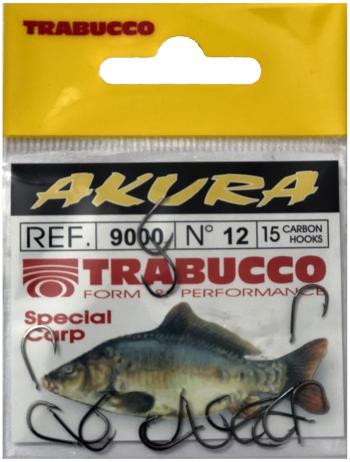 TRABUCCO
AKURA
REF. 9000 N° 12 15 CARBON HOOKS
TRABUCCO
FORM & PERFORMANCE
Special
Carp